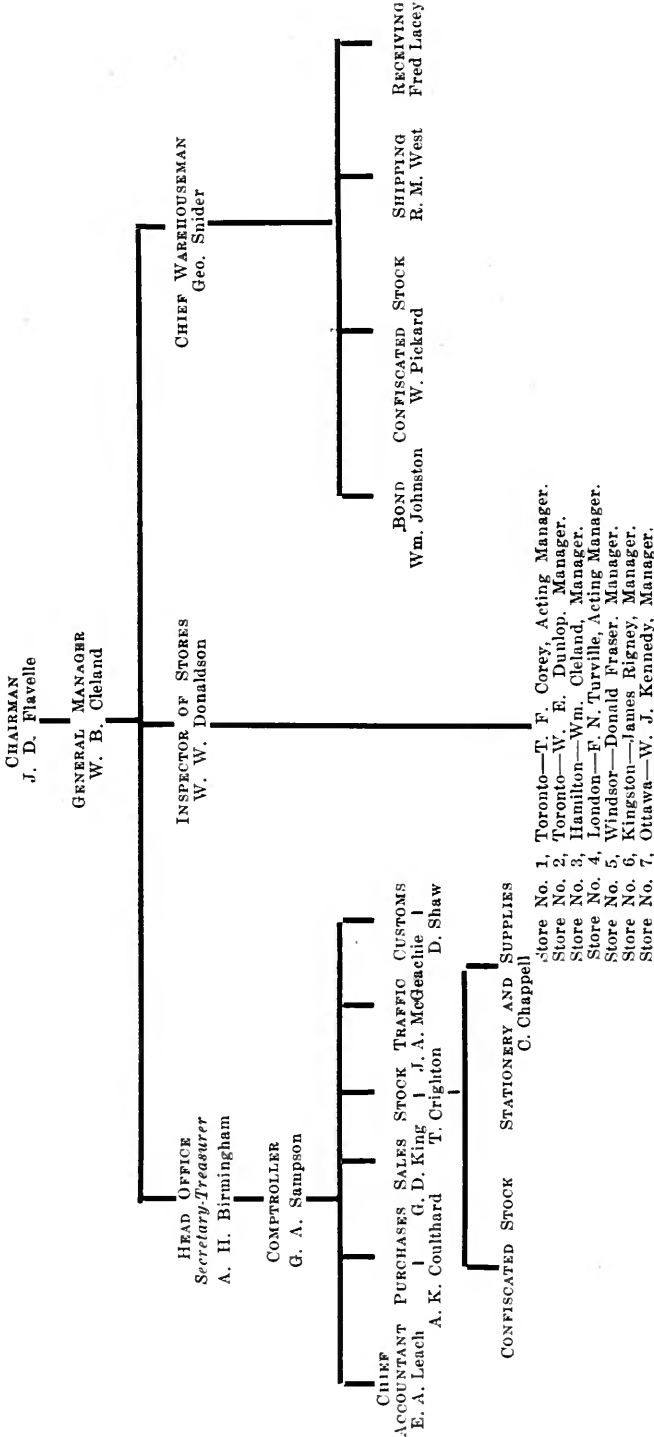 CHAIRMAN
J. D. Flavelle
GENERAL MANAGER
W. B. Cleland
HEAD OFFICE
Secretary-Treasurer
A. H. Birmingham
COMPTROLLER
G. A. Sampson
CHIEF
ACCOUNTANT PURCHASES SALES STOCK TRAFFIC CUSTOMS
E. A. Leach G. D. King J. A. McGeachie
A. K. Coulthard T. Crighton D. Shaw
CONFISCATED STOCK STATIONERY AND SUPPLIES
C. Chappell
INSPECTOR OF STORES
W. W. Donaldson
Store No. 1, Toronto—T. F. Corey, Acting Manager.
Store No. 2, Toronto—W. E. Dunlop. Manager.
Store No. 3, Hamilton—Wm. Cleland, Manager.
Store No. 4, London—F. N. Turville, Acting Manager.
Store No. 5, Windsor—Donald Fraser. Manager.
Store No. 6, Kingston—James Rigney, Manager.
Store No. 7, Ottawa—W. J. Kennedy, Manager.
CHIEF WAREHOUSEMAN
Geo. Snider
BOND CONFISCATED STOCK SHIPPING RECEIVING
Wm. Johnston W. Pickard R. M. West Fred Lacey